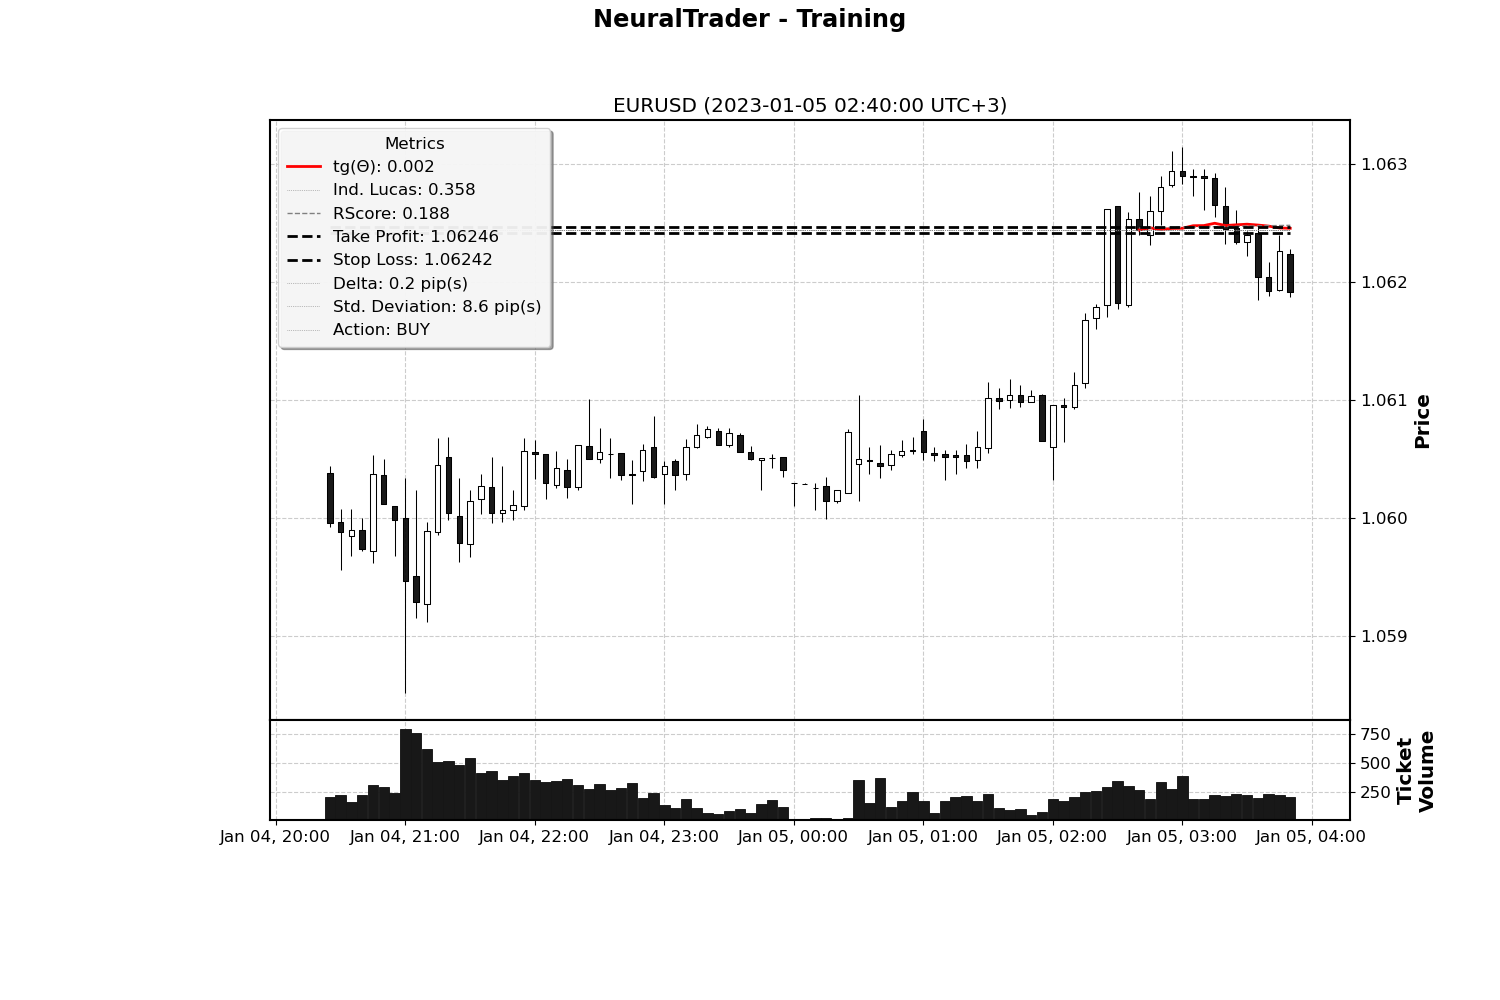 NeuralTrader - Training
EURUSD (2023-01-05 02:40:00 UTC+3)
Metrics
tg(Θ): 0.002
Ind. Lucas: 0.358
RScore: 0.188
Take Profit: 1.06246
Stop Loss: 1.06242
Delta: 0.2 pip(s)
Std. Deviation: 8.6 pip(s)
Action: BUY
1.063
1.062
1.061
1.060
1.059
Price
750
500
250
Ticket
Volume
Jan 04, 20:00 Jan 04, 21:00 Jan 04, 22:00 Jan 04, 23:00 Jan 05, 00:00 Jan 05, 01:00 Jan 05, 02:00 Jan 05, 03:00 Jan 05, 04:00